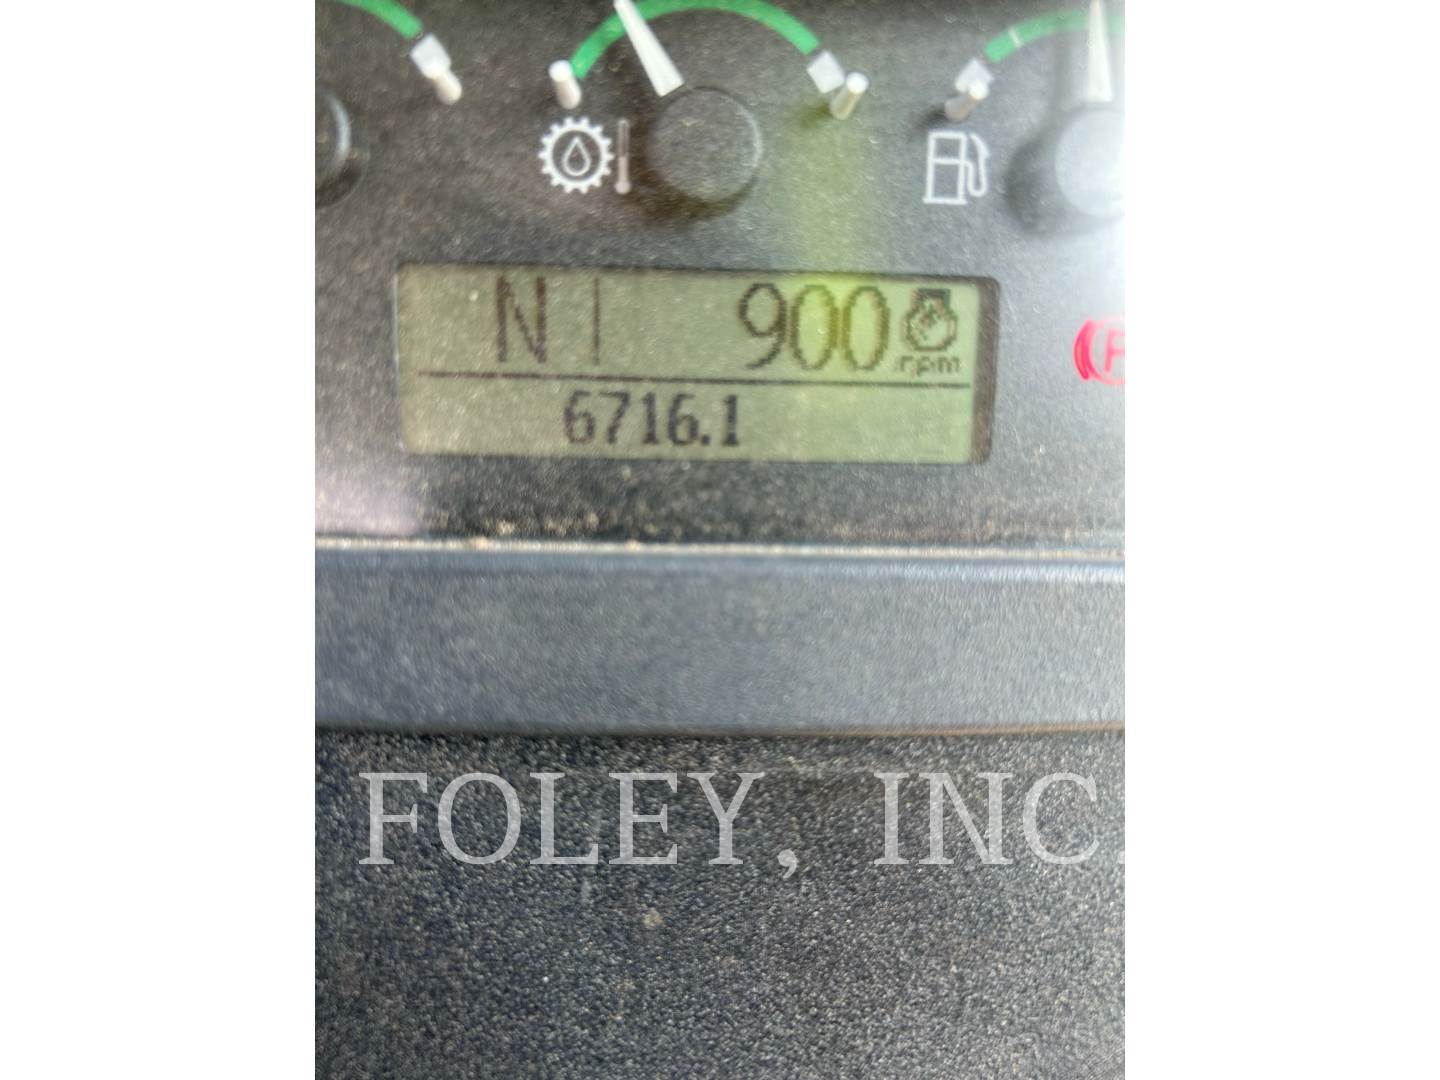 N 900 rpm
6716.1
FOLEY, INC.